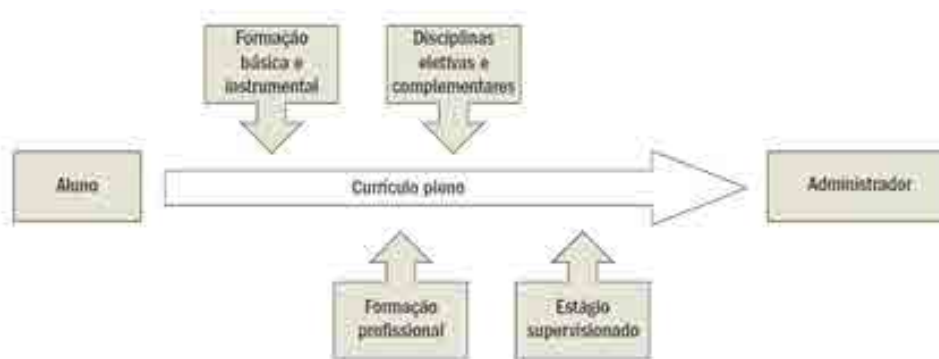 Formação
básica e
instrumental
Disciplinas
eletivas e
complementares
Aluno
Currículo pleno
Administrador
Formação
profissional
Estágio
supervisionado